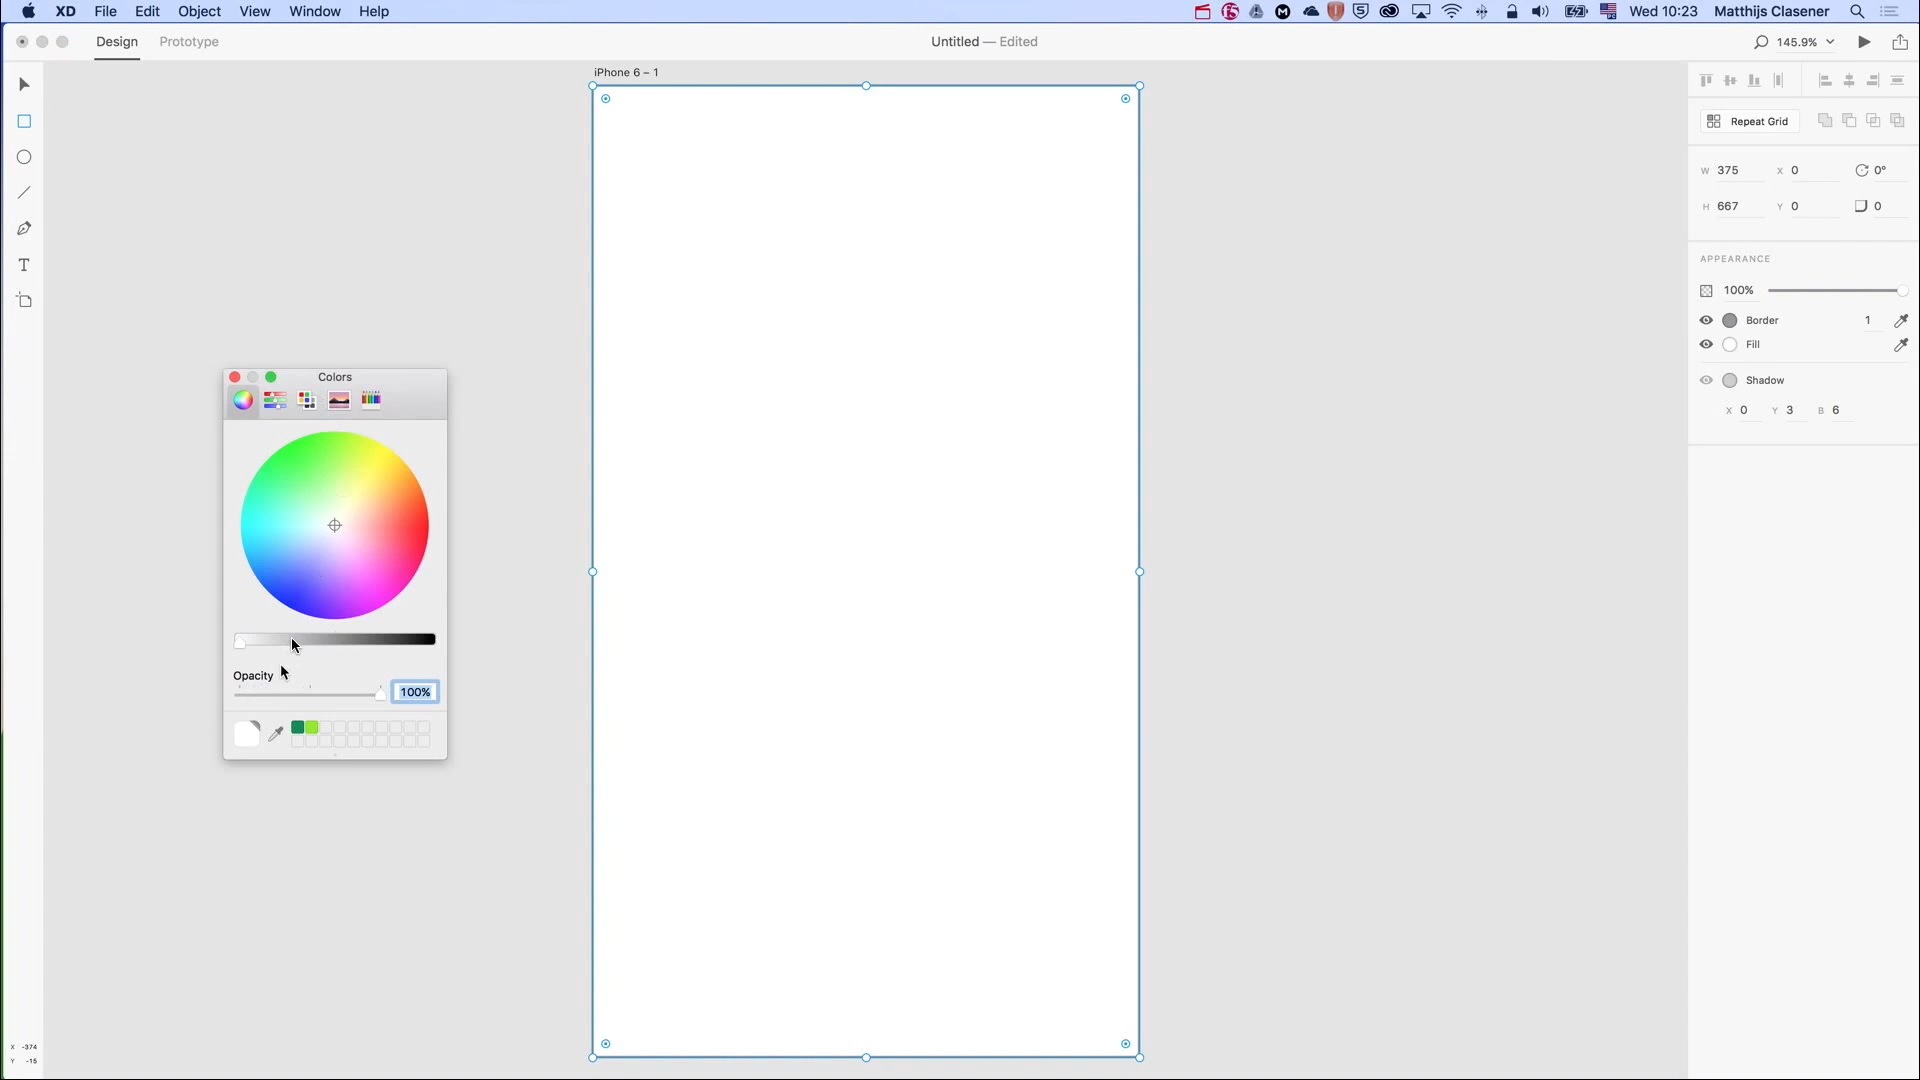 XD File Edit Object View Window Help Wed 10:23 Matthijs Clasener
Design Prototype Untitled — Edited 145.9%
iPhone 6 – 1
Repeat Grid
W 375 X 0 0°
H 667 Y 0 0
APPEARANCE
100%
Border 1
Fill
Shadow
X 0 Y 3 B 6
Colors
Opacity
100%
X -374
Y -15